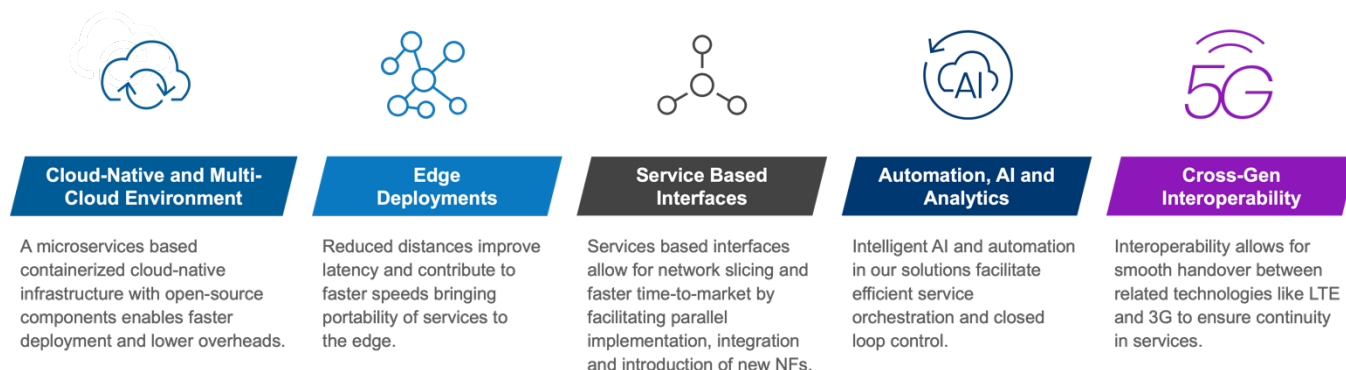 AI
5G
Cloud-Native and Multi-
Cloud Environment
A microservices based
containerized cloud-native
infrastructure with open-source
components enables faster
deployment and lower overheads.
Edge
Deployments
Reduced distances improve
latency and contribute to
faster speeds bringing
portability of services to
the edge.
Service Based
Interfaces
Services based interfaces
allow for network slicing and
faster time-to-market by
facilitating parallel
implementation, integration
and introduction of new NFs.
Automation, AI and
Analytics
Intelligent AI and automation
in our solutions facilitate
efficient service
orchestration and closed
loop control.
Cross-Gen
Interoperability
Interoperability allows for
smooth handover between
related technologies like LTE
and 3G to ensure continuity
in services.